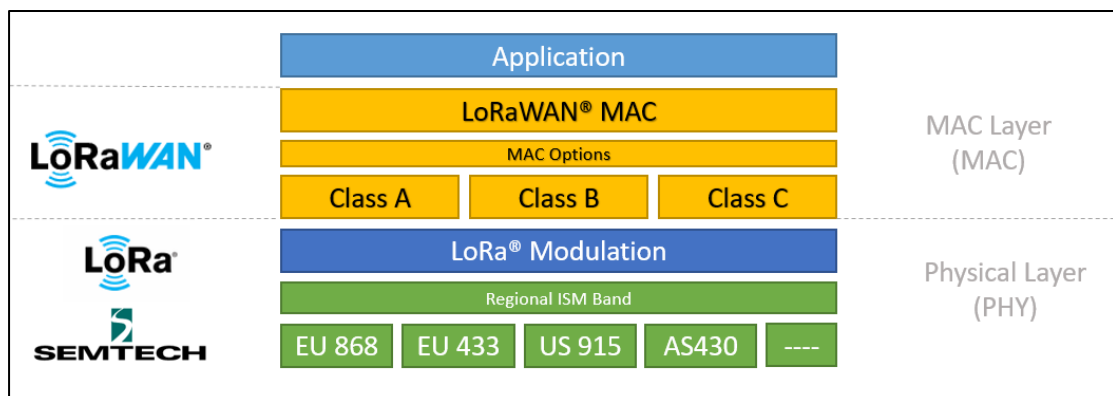 Application
LoRaWAN® MAC
MAC Options
Class A Class B Class C
LoRaWAN®
MAC Layer
(MAC)
LoRa® Modulation
Regional ISM Band
EU 868 EU 433 US 915 AS430 ----
LoRa®
SEMTECH
Physical Layer
(PHY)